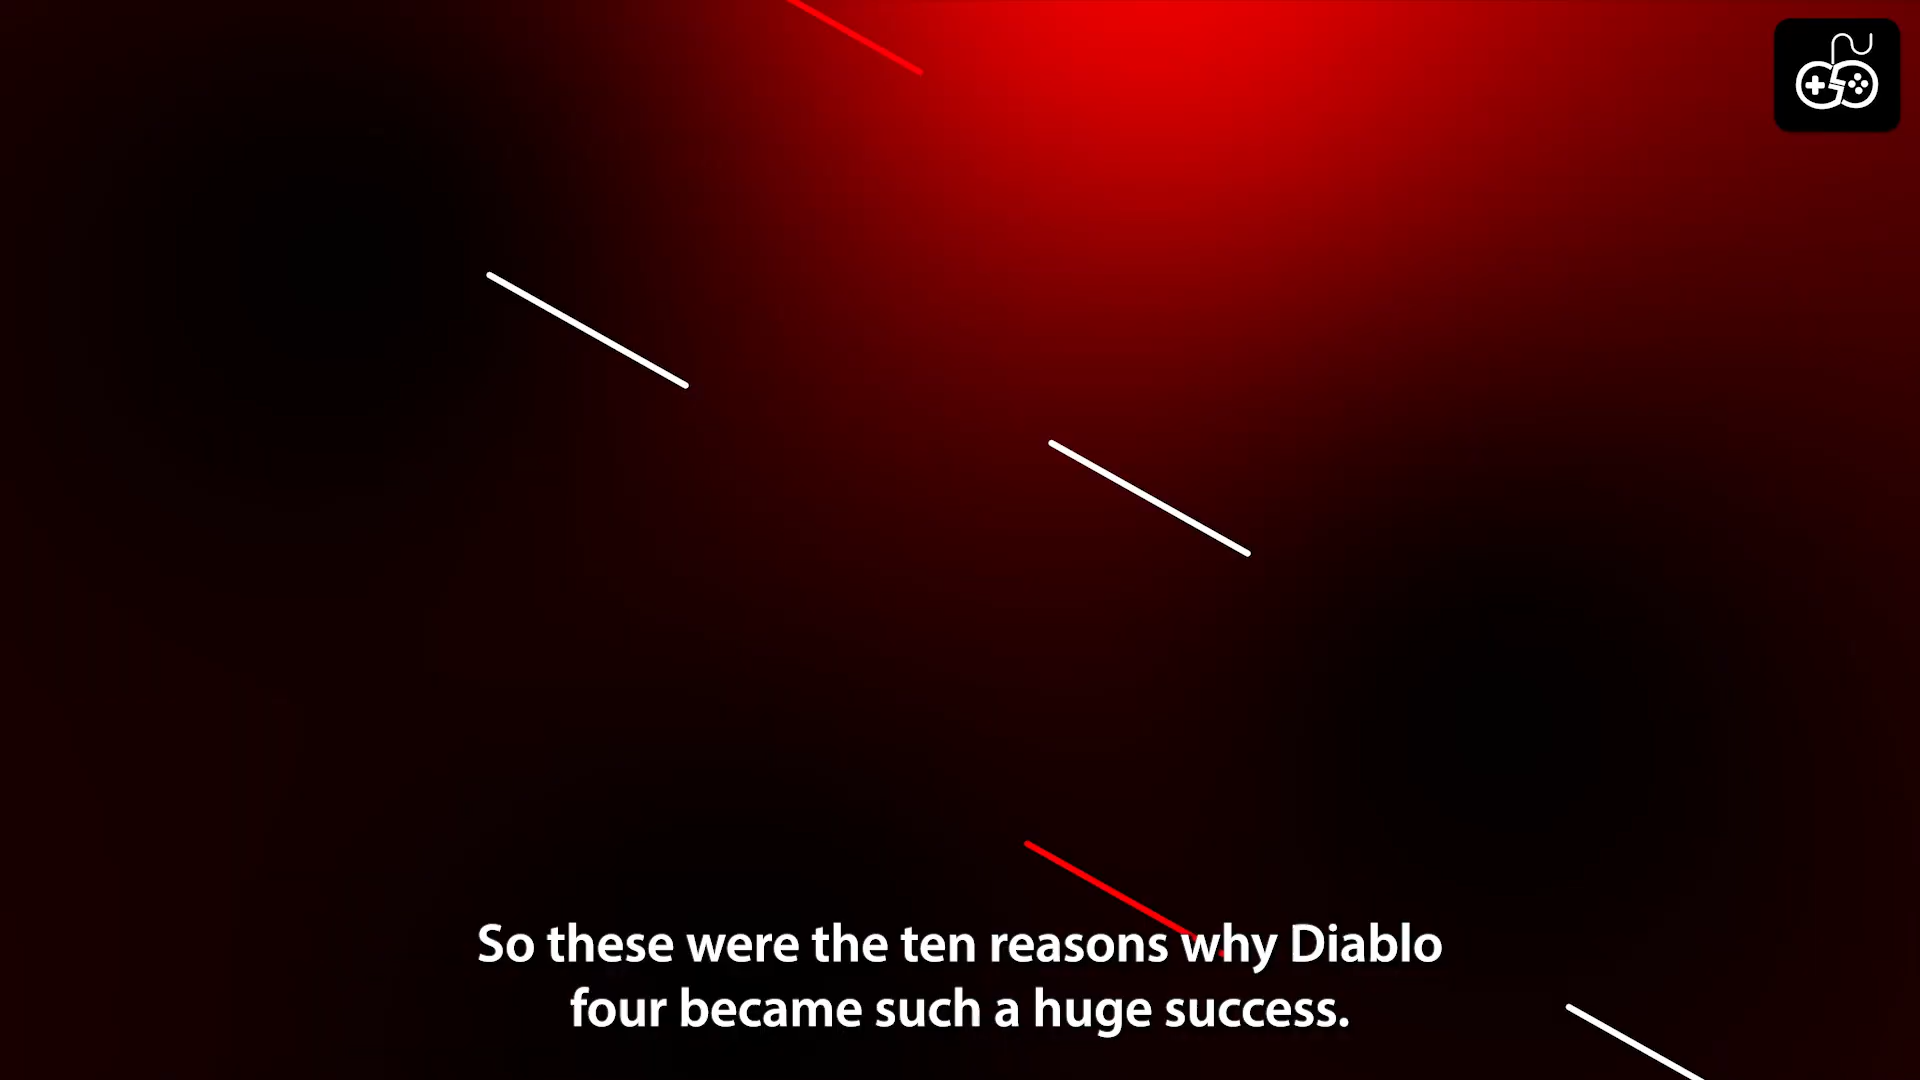 So these were the ten reasons why Diablo
four became such a huge success.